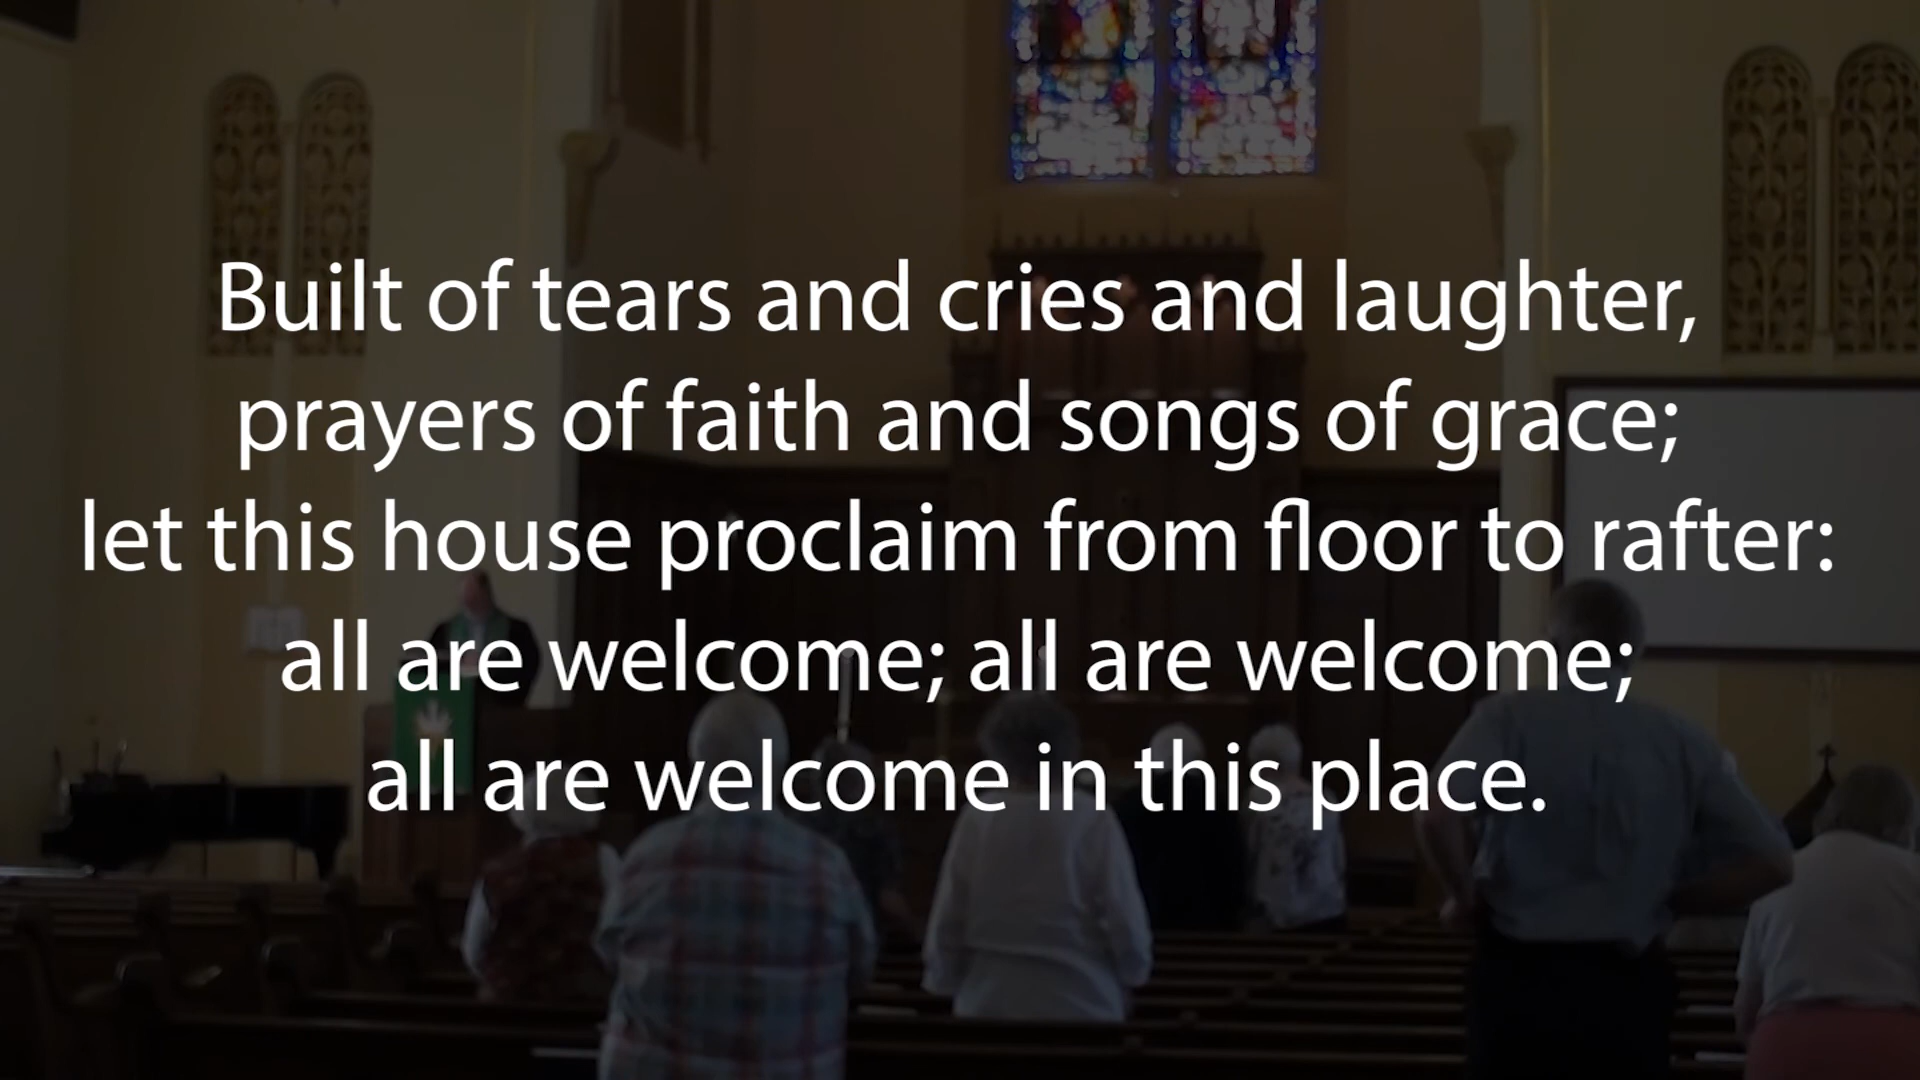 Built of tears and cries and laughter,
prayers of faith and songs of grace;
let this house proclaim from floor to rafter:
all are welcome; all are welcome;
all are welcome in this place.